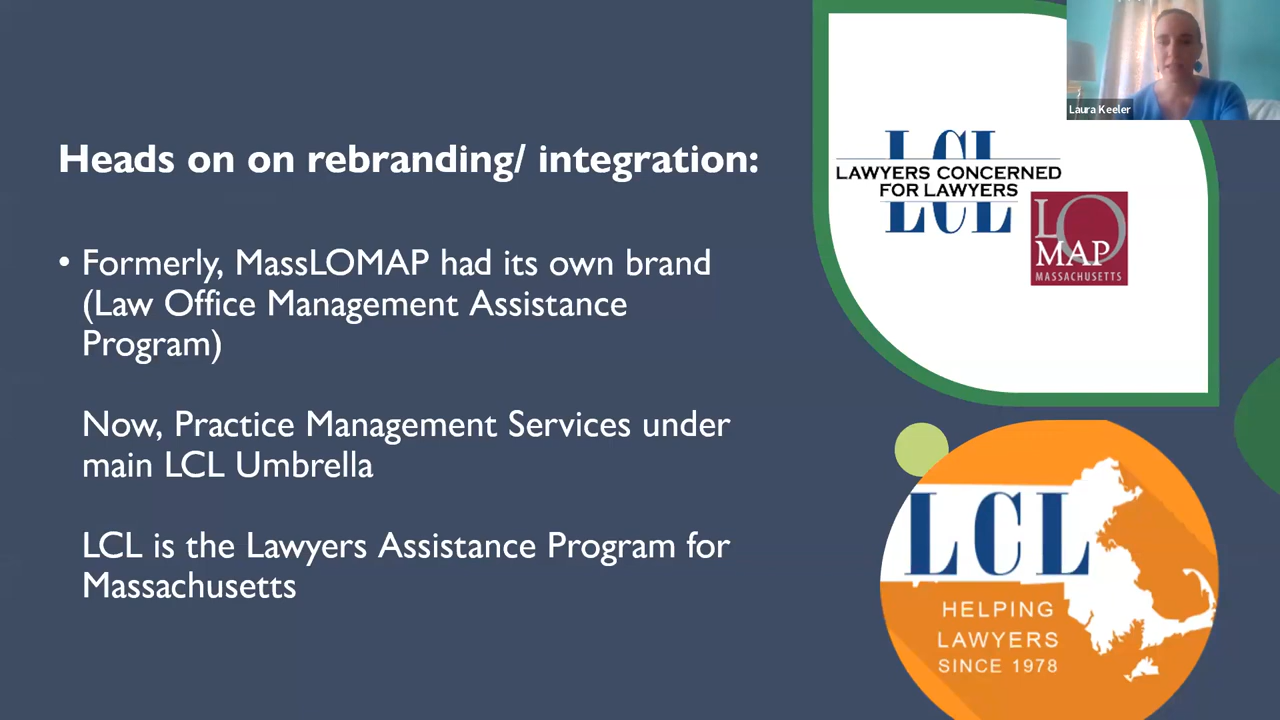 Heads on on rebranding/ integration:
• Formerly, MassLOMAP had its own brand
(Law Office Management Assistance
Program)
Now, Practice Management Services under
main LCL Umbrella
LCL is the Lawyers Assistance Program for
Massachusetts
Laura Keeler
LCL
LAWYERS CONCERNED
FOR LAWYERS
LCL
LO
MAP
MASSACHUSETTS
LCL
HELPING
LAWYERS
SINCE 1978